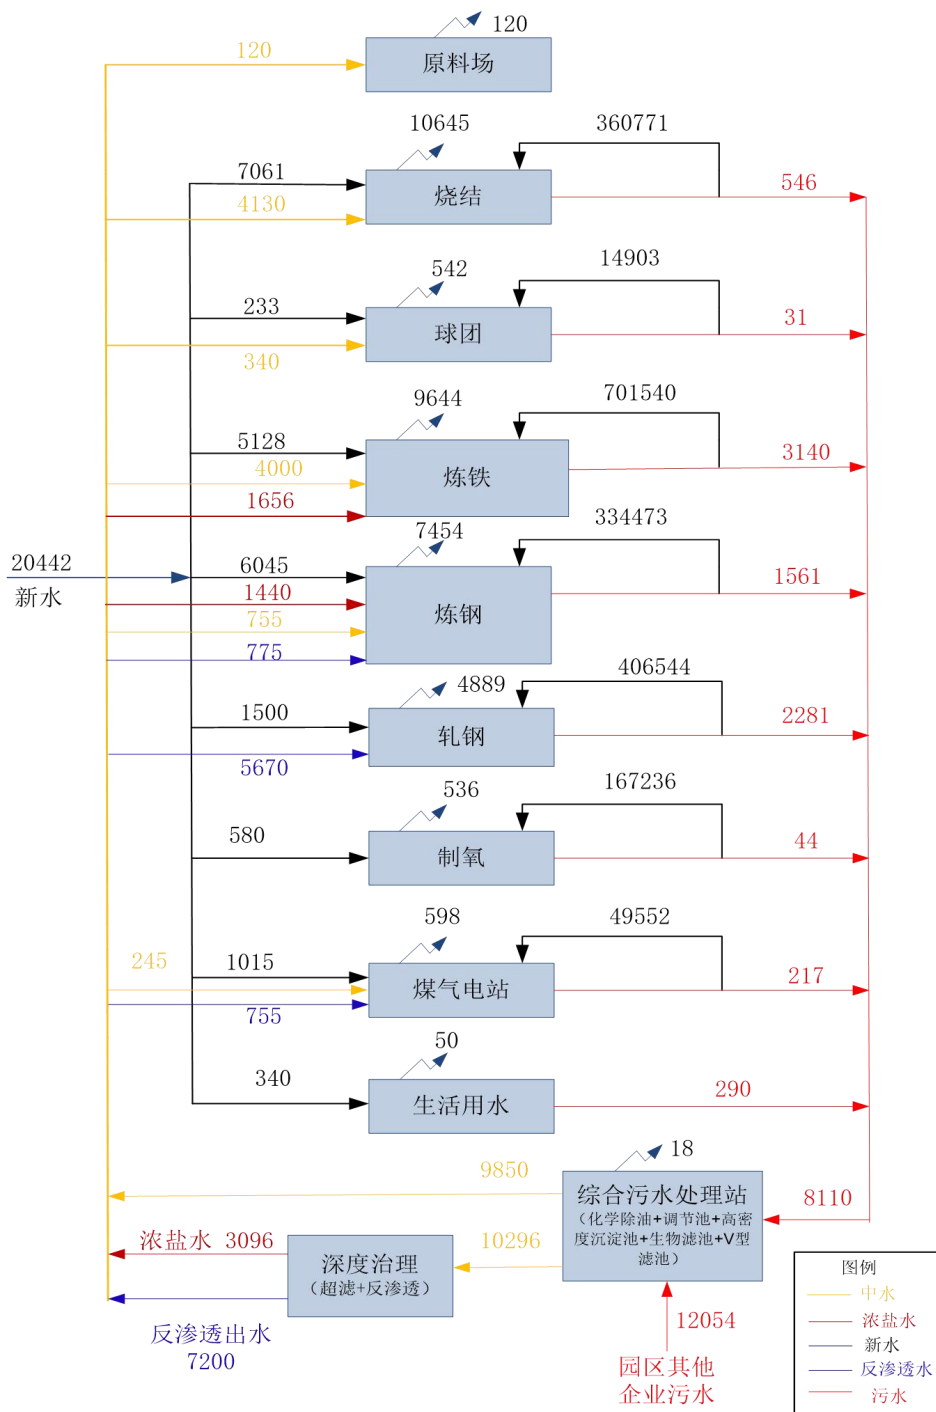 120
120
原料场
10645
360771
7061
烧结
546
4130
542
14903
233
球团
31
340
9644
701540
5128
4000
炼铁
3140
1656
7454
334473
20442
新水
6045
1440
炼钢
1561
755
775
4889
406544
1500
轧钢
2281
5670
536
167236
580
制氧
44
598
49552
245
1015
煤气电站
217
755
50
340
生活用水
290
18
9850
综合污水处理站
(化学除油+调节池+高密
度沉淀池+生物滤池+V型
滤池)
8110
浓盐水 3096
深度治理
(超滤+反渗透)
10296
反渗透出水
7200
12054
园区其他
企业污水
图例
中水
浓盐水
新水
反渗透水
污水